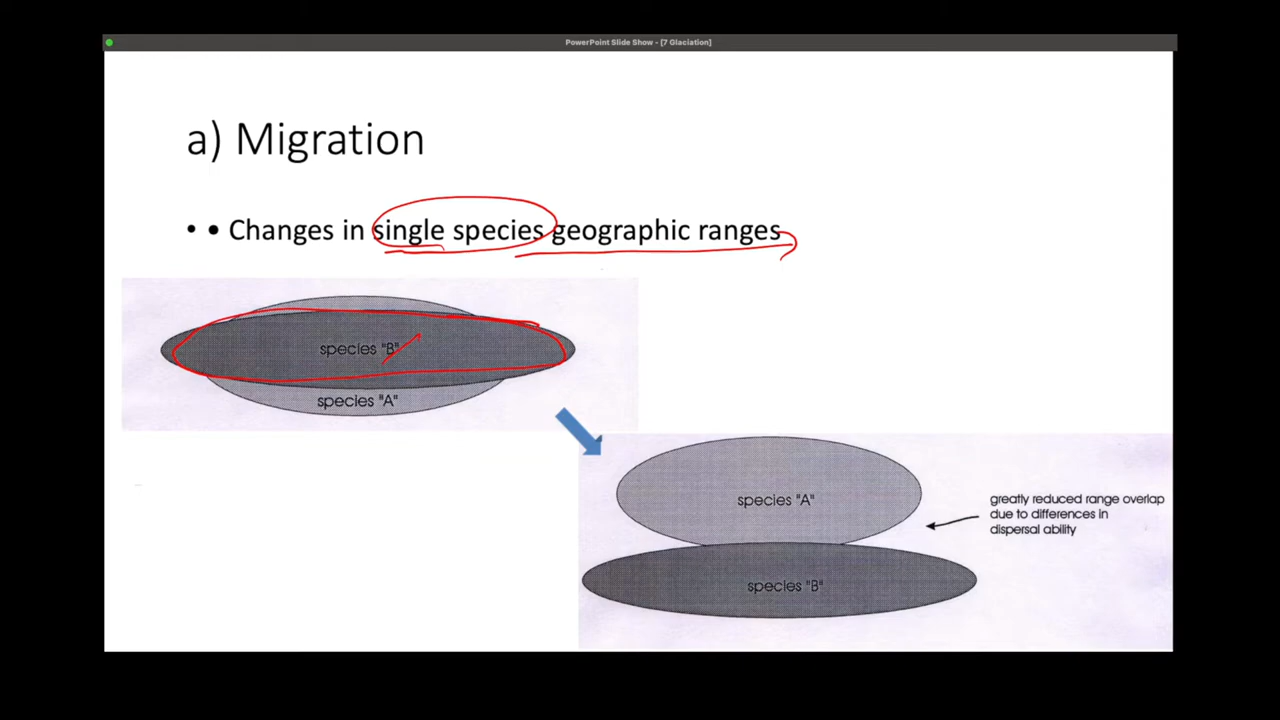 PowerPoint Slide Show - [7 Glaciation]
a) Migration
• • Changes in single species geographic ranges
species "B"
species "A"
species "A"
greatly reduced range overlap
due to differences in
dispersal ability
species "B"